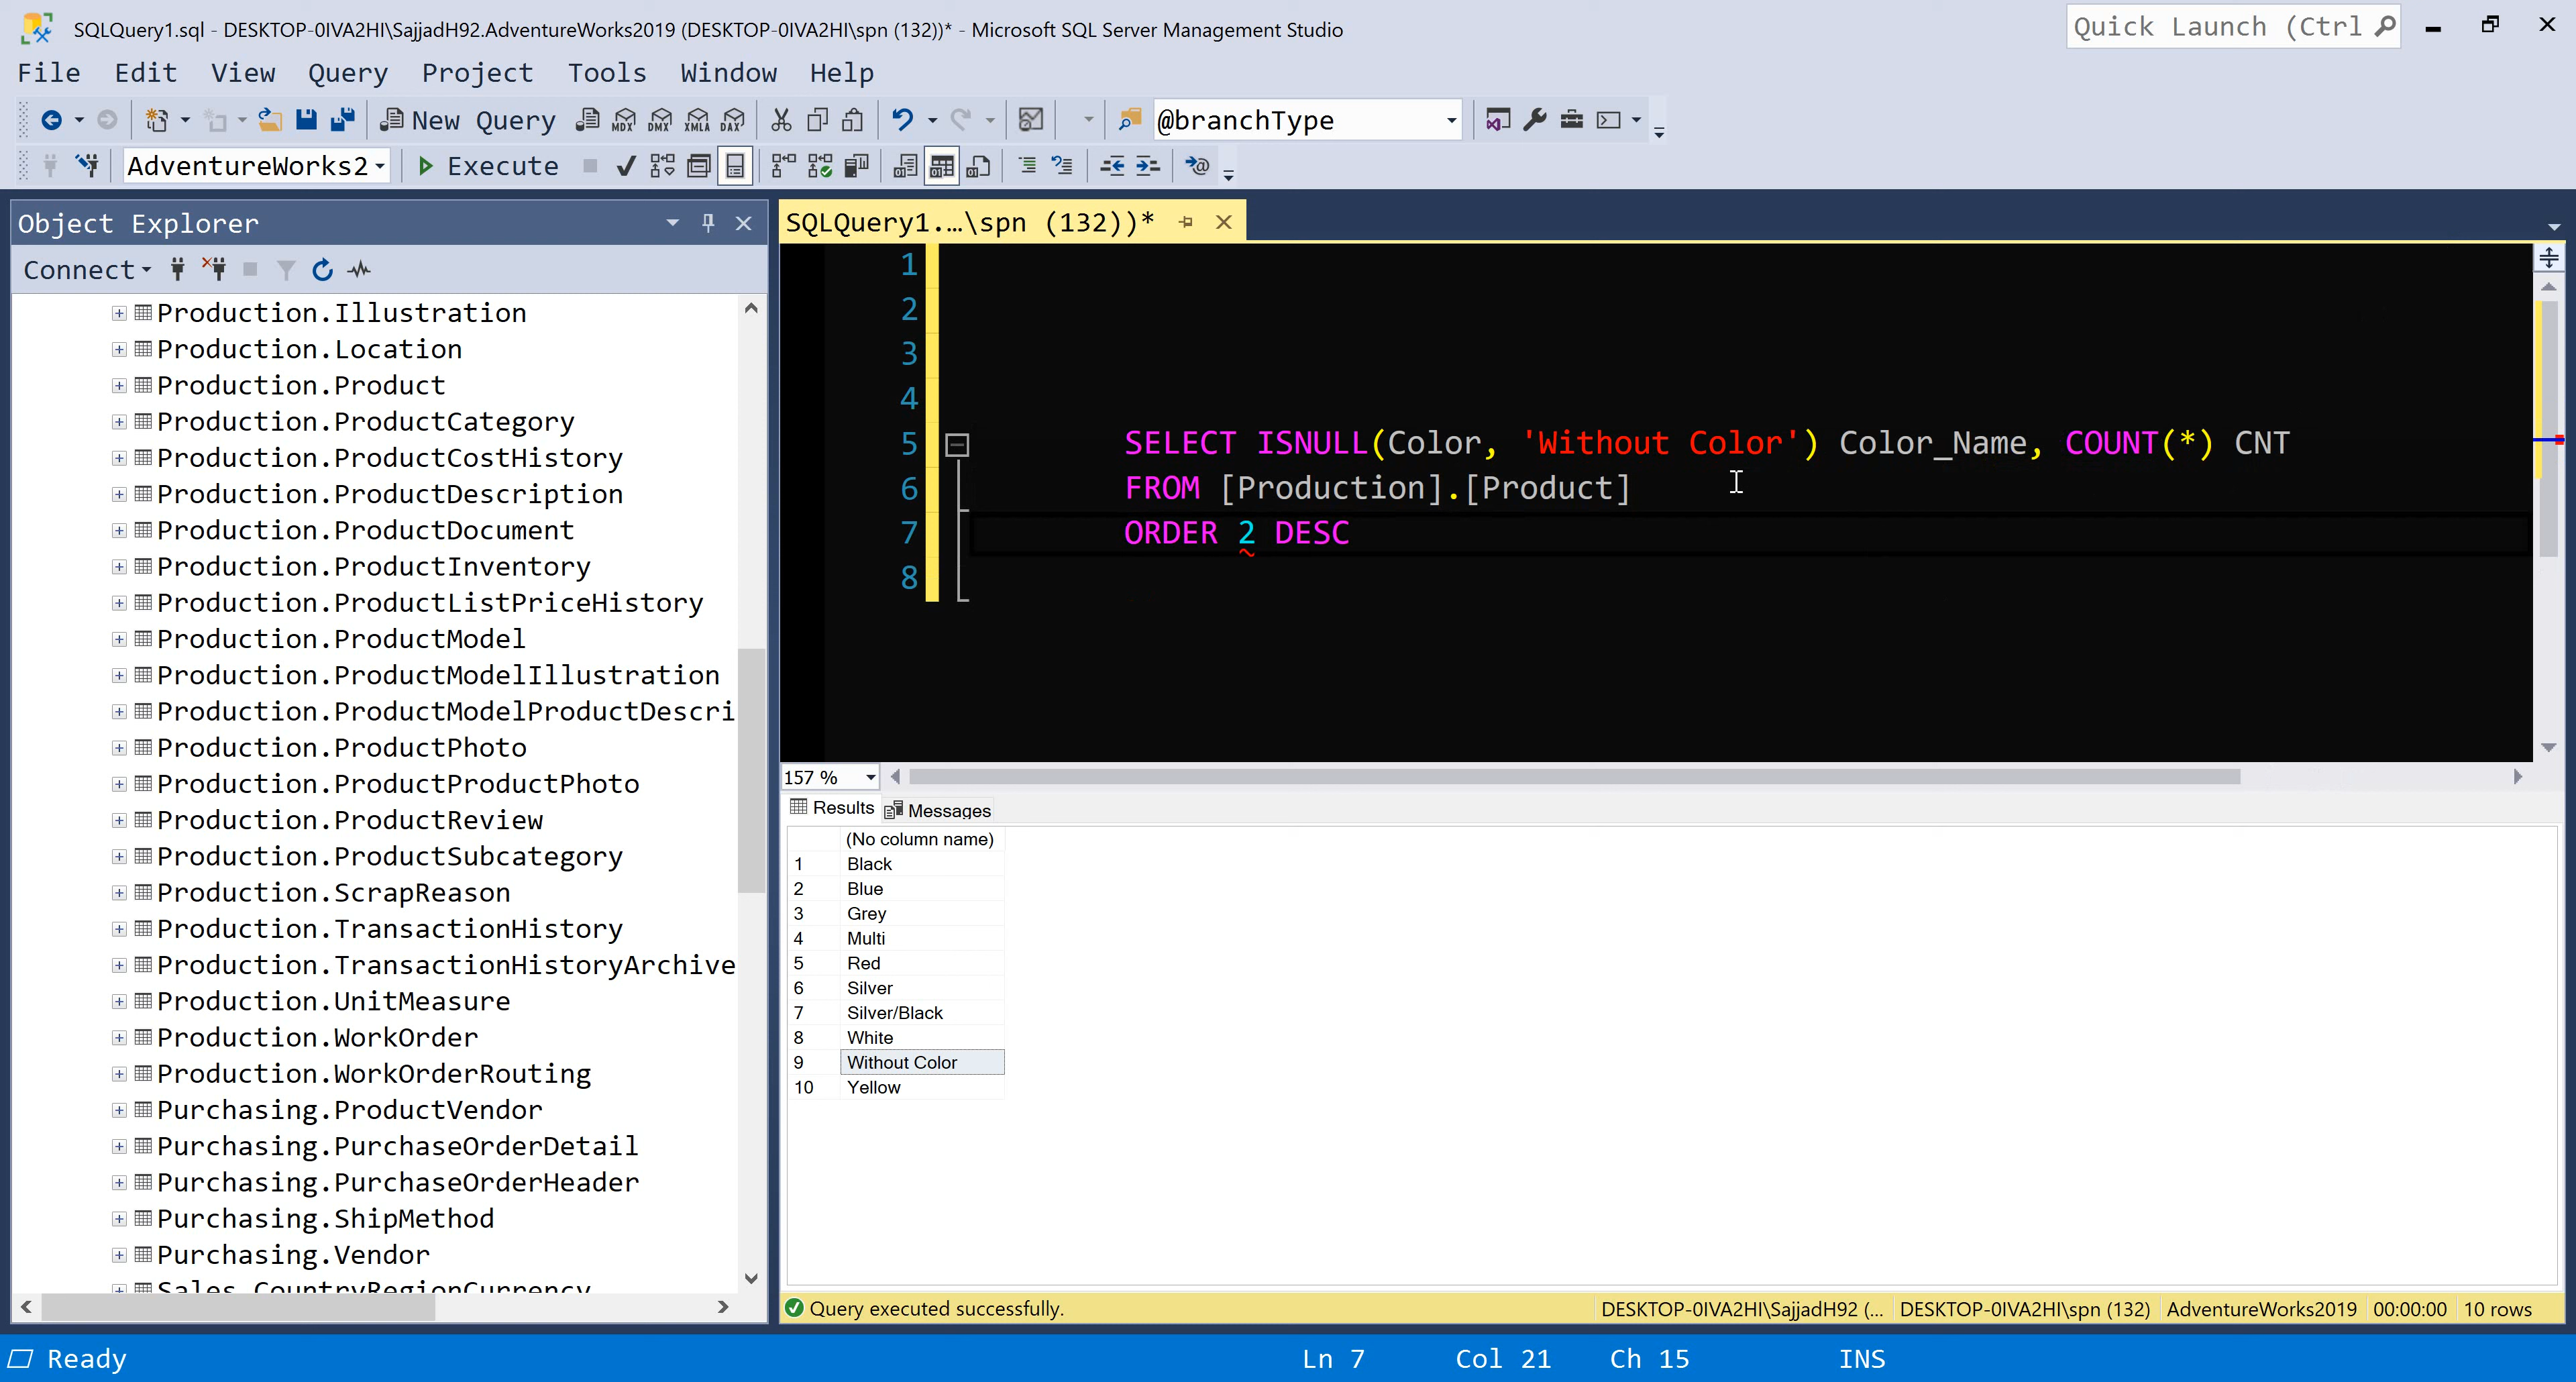 SQLQuery1.sql - DESKTOP-0IVA2HI\SajjadH92.AdventureWorks2019 (DESKTOP-0IVA2HI\spn (132))* - Microsoft SQL Server Management Studio
Quick Launch (Ctrl
File Edit View Query Project Tools Window Help
New Query MDX DMX XMLA DAX @branchType
AdventureWorks2 Execute
Object Explorer
Connect
Production.Illustration
Production.Location
Production.Product
Production.ProductCategory
Production.ProductCostHistory
Production.ProductDescription
Production.ProductDocument
Production.ProductInventory
Production.ProductListPriceHistory
Production.ProductModel
Production.ProductModelIllustration
Production.ProductModelProductDescri
Production.ProductPhoto
Production.ProductProductPhoto
Production.ProductReview
Production.ProductSubcategory
Production.ScrapReason
Production.TransactionHistory
Production.TransactionHistoryArchive
Production.UnitMeasure
Production.WorkOrder
Production.WorkOrderRouting
Purchasing.ProductVendor
Purchasing.PurchaseOrderDetail
Purchasing.PurchaseOrderHeader
Purchasing.ShipMethod
Purchasing.Vendor
Sales.CountryRegionCurrency
SQLQuery1....\spn (132))*
1
2
3
4
5 SELECT ISNULL(Color, 'Without Color') Color_Name, COUNT(*) CNT
6 FROM [Production].[Product]
7 ORDER 2 DESC
8
157 %
Results Messages
(No column name)
1 Black
2 Blue
3 Grey
4 Multi
5 Red
6 Silver
7 Silver/Black
8 White
9 Without Color
10 Yellow
Query executed successfully. DESKTOP-0IVA2HI\SajjadH92 (... DESKTOP-0IVA2HI\spn (132) AdventureWorks2019 00:00:00 10 rows
Ready Ln 7 Col 21 Ch 15 INS